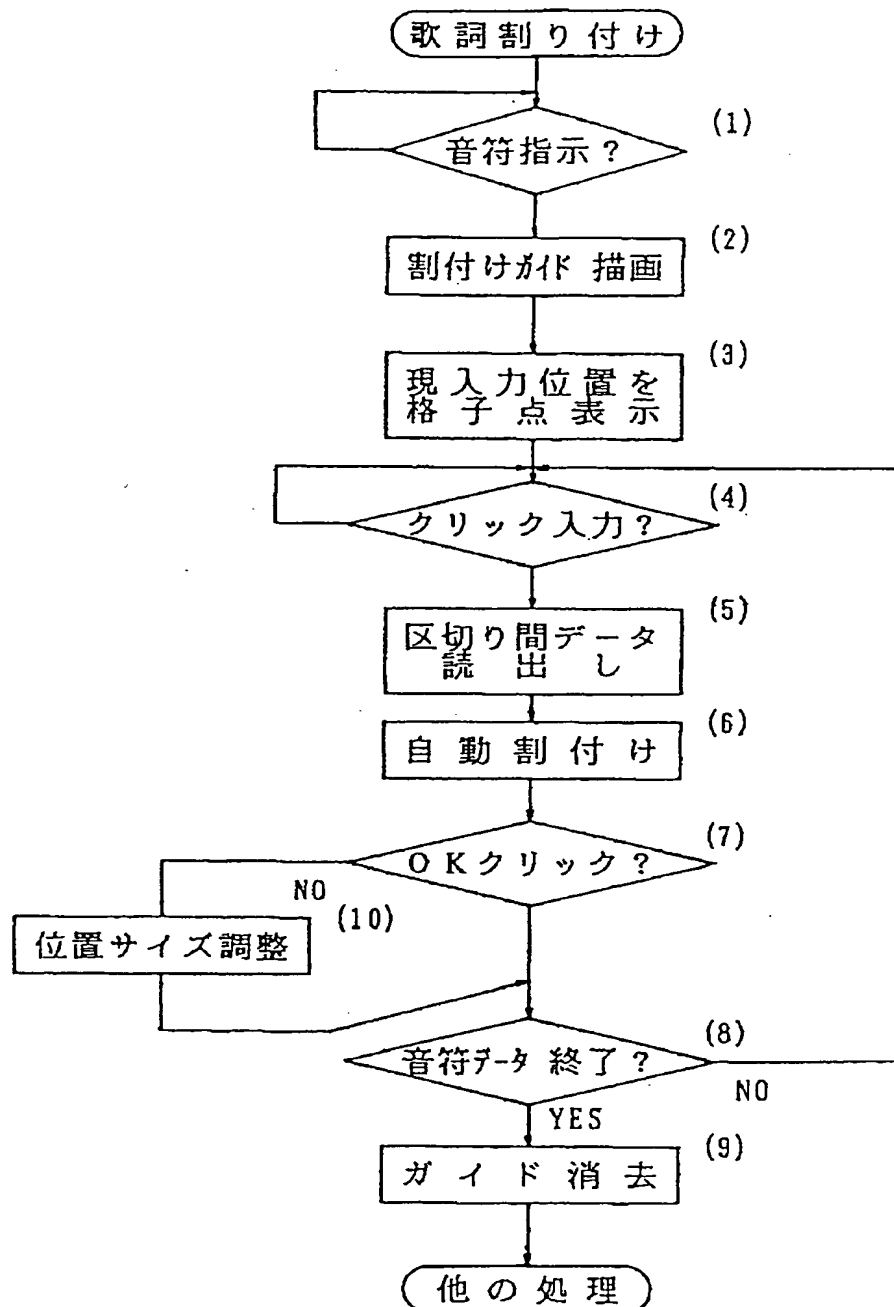 歌詞割り付け
(1)
音符指示?
(2)
割付けガイド 描画
(3)
現入力位置を
格子点表示
(4)
クリック入力?
(5)
区切り間データ
読出し
(6)
自動割付け
(7)
OKクリック?
NO
(10)
位置サイズ調整
(8)
音符データ 終了?
NO
YES
(9)
ガイド消去
他の処理